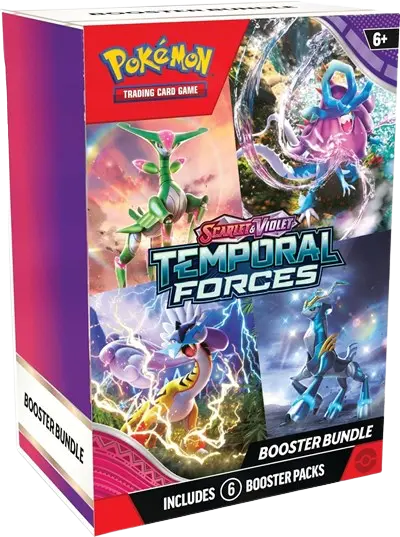 Pokémon
TRADING CARD GAME
6+
SCARLET & VIOLET
TEMPORAL
FORCES
BOOSTER BUNDLE
BOOSTER BUNDLE
INCLUDES 6 BOOSTER PACKS